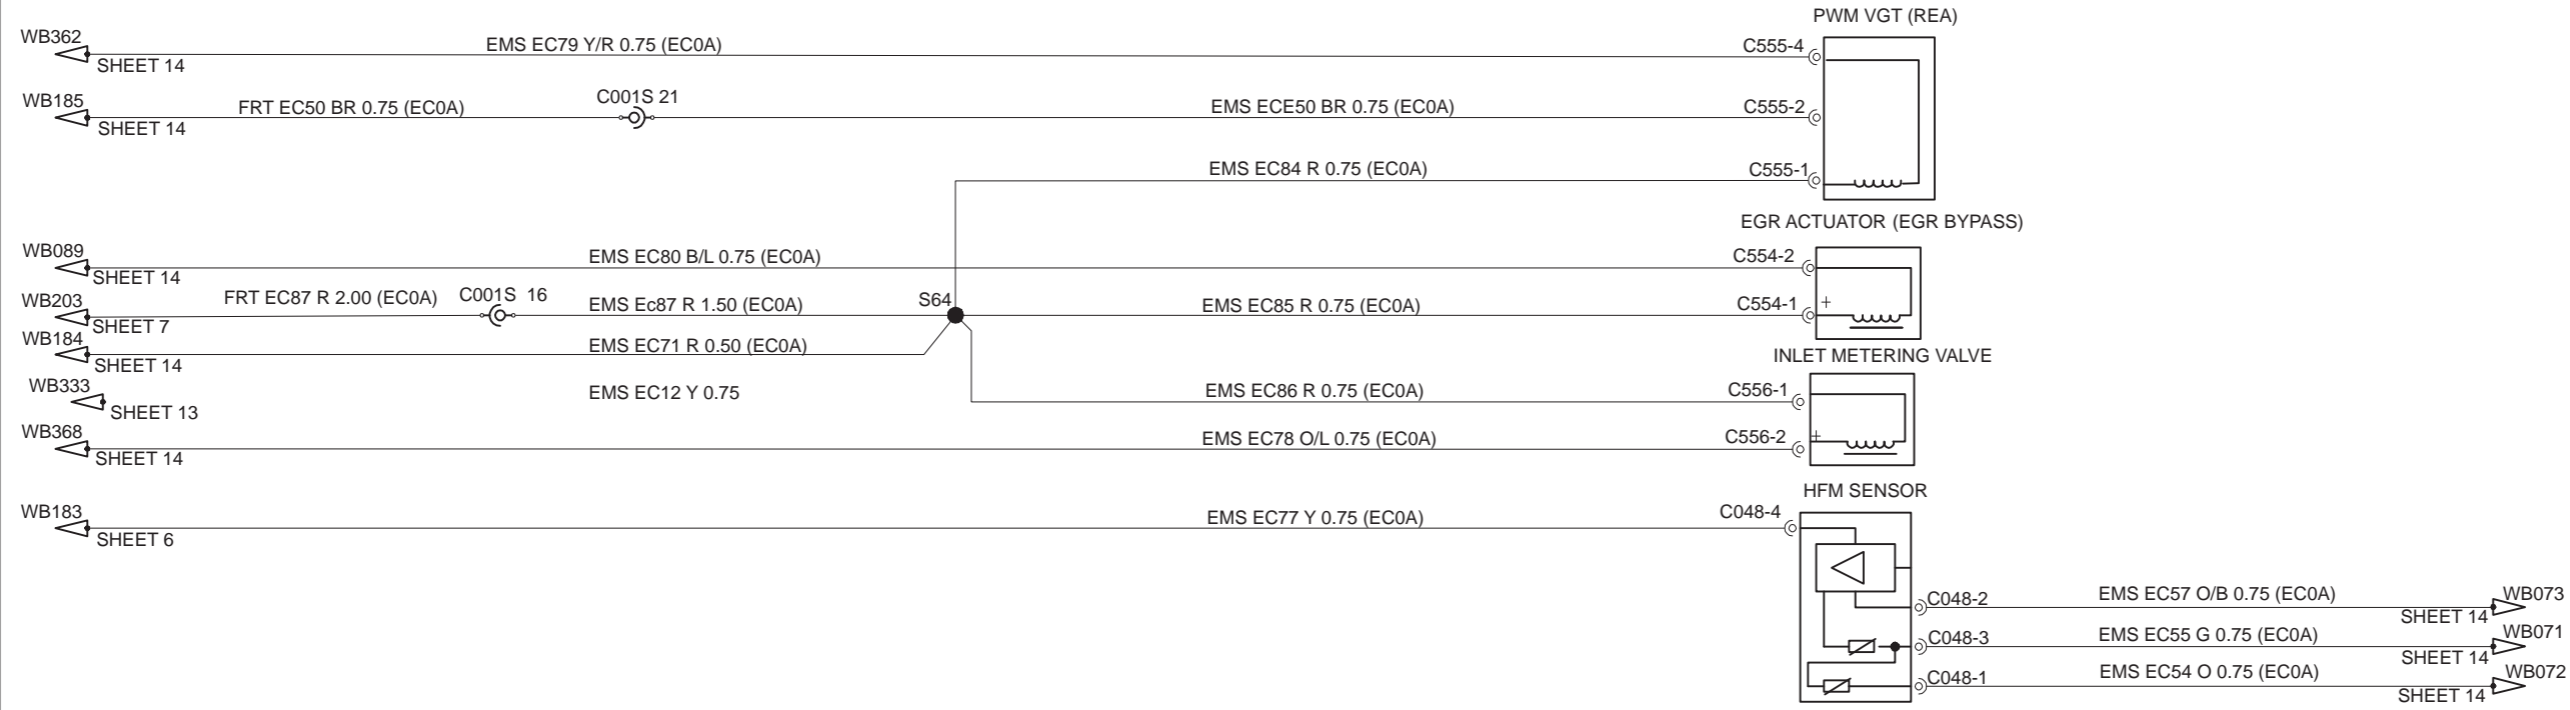 PWM VGT (REA)
WB362
EMS EC79 Y/R 0.75 (EC0A)
C555-4
SHEET 14
WB185
FRT EC50 BR 0.75 (EC0A)
C001S 21
EMS ECE50 BR 0.75 (EC0A)
C555-2
SHEET 14
EMS EC84 R 0.75 (EC0A)
C555-1
EGR ACTUATOR (EGR BYPASS)
WB089
EMS EC80 B/L 0.75 (EC0A)
C554-2
SHEET 14
WB203
FRT EC87 R 2.00 (EC0A)
C001S 16
EMS Ec87 R 1.50 (EC0A)
S64
EMS EC85 R 0.75 (EC0A)
C554-1
+
SHEET 7
WB184
EMS EC71 R 0.50 (EC0A)
SHEET 14
INLET METERING VALVE
WB333
EMS EC12 Y 0.75
EMS EC86 R 0.75 (EC0A)
C556-1
SHEET 13
WB368
EMS EC78 O/L 0.75 (EC0A)
C556-2
+
SHEET 14
HFM SENSOR
WB183
EMS EC77 Y 0.75 (EC0A)
C048-4
SHEET 6
C048-2
EMS EC57 O/B 0.75 (EC0A)
WB073
SHEET 14
C048-3
EMS EC55 G 0.75 (EC0A)
WB071
SHEET 14
C048-1
EMS EC54 O 0.75 (EC0A)
WB072
SHEET 14